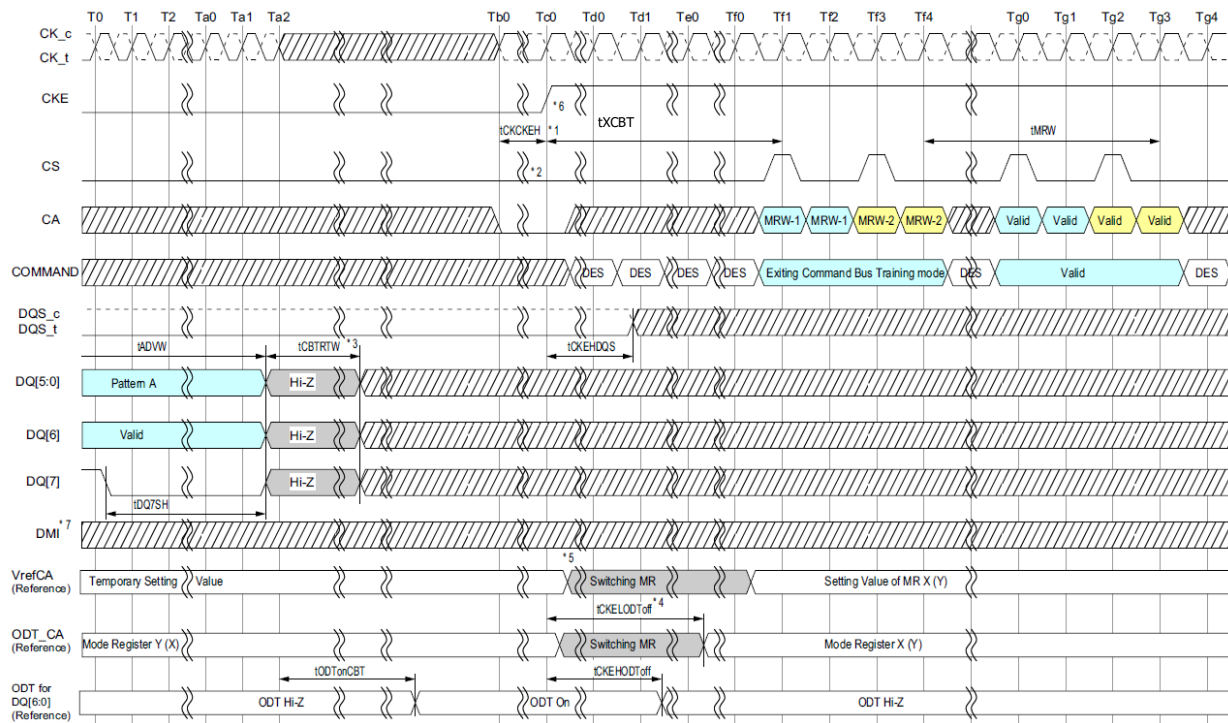 T0 T1 T2 Ta0 Ta1 Ta2 Tb0 Tc0 Td0 Td1 Te0 Tf0 Tf1 Tf2 Tf3 Tf4 Tg0 Tg1 Tg2 Tg3 Tg4
CK_c
CK_t
CKE
*6
tCKCKEH *1 tXCBT tMRW
CS
*2
CA MRW-1 MRW-1 MRW-2 MRW-2 Valid Valid Valid Valid
COMMAND DES DES DES DES Exiting Command Bus Training mode DES Valid DES
DQS_c
DQS_t
tADVW tCBTRTW *3 tCKEHDQS
DQ[5:0] Pattern A Hi-Z
DQ[6] Valid Hi-Z
DQ[7] Hi-Z
tDQ7SH
DMI *7
*5
VrefCA
(Reference)
Temporary Setting Value Switching MR Setting Value of MR X (Y)
tCKELODToff *4
ODT_CA
(Reference)
Mode Register Y (X) Switching MR Mode Register X (Y)
tODTonCBT tCKEHODToff
ODT for
DQ[6:0]
(Reference)
ODT Hi-Z ODT On ODT Hi-Z